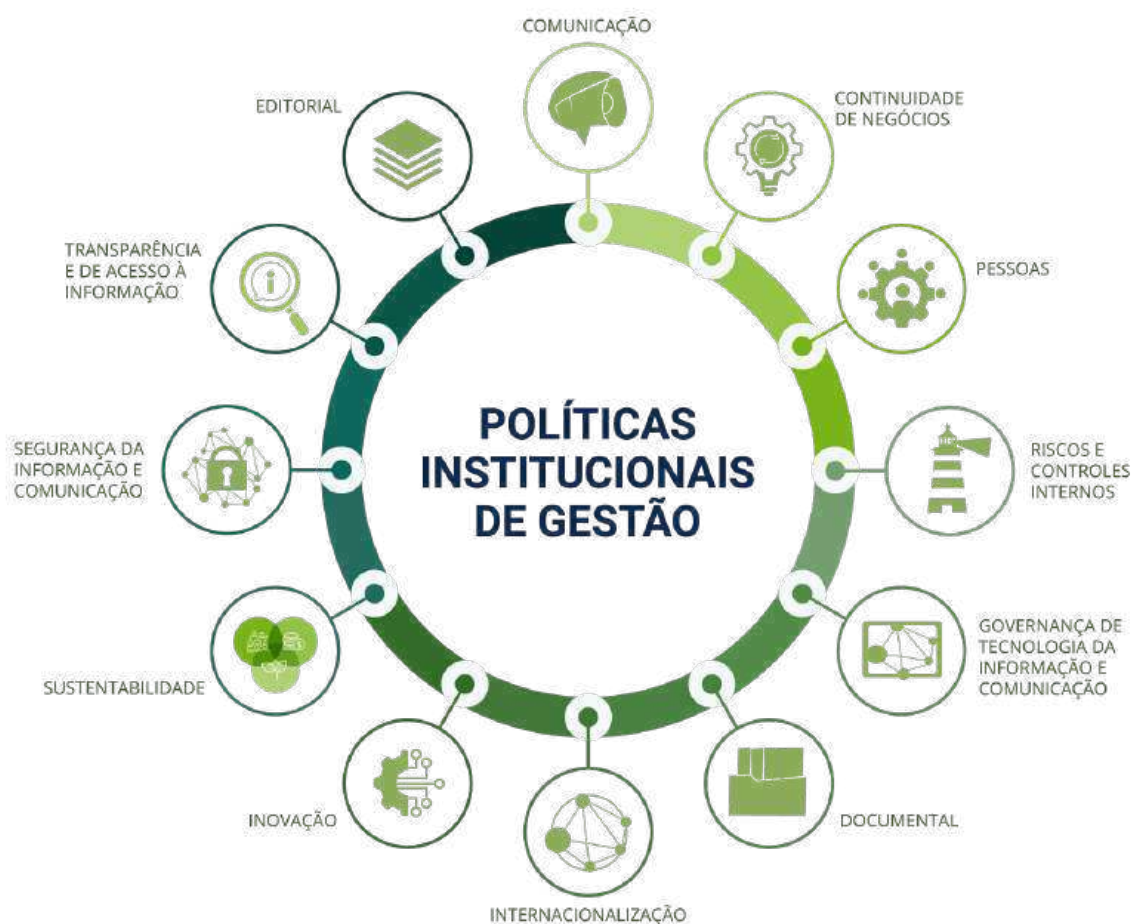 COMUNICAÇÃO
CONTINUIDADE
DE NEGÓCIOS
PESSOAS
RISCOS E
CONTROLES
INTERNOS
GOVERNANÇA DE
TECNOLOGIA DA
INFORMAÇÃO E
COMUNICAÇÃO
DOCUMENTAL
INTERNACIONALIZAÇÃO
INOVAÇÃO
SUSTENTABILIDADE
SEGURANÇA DA
INFORMAÇÃO E
COMUNICAÇÃO
TRANSPARÊNCIA
E DE ACESSO À
INFORMAÇÃO
EDITORIAL
POLÍTICAS
INSTITUCIONAIS
DE GESTÃO